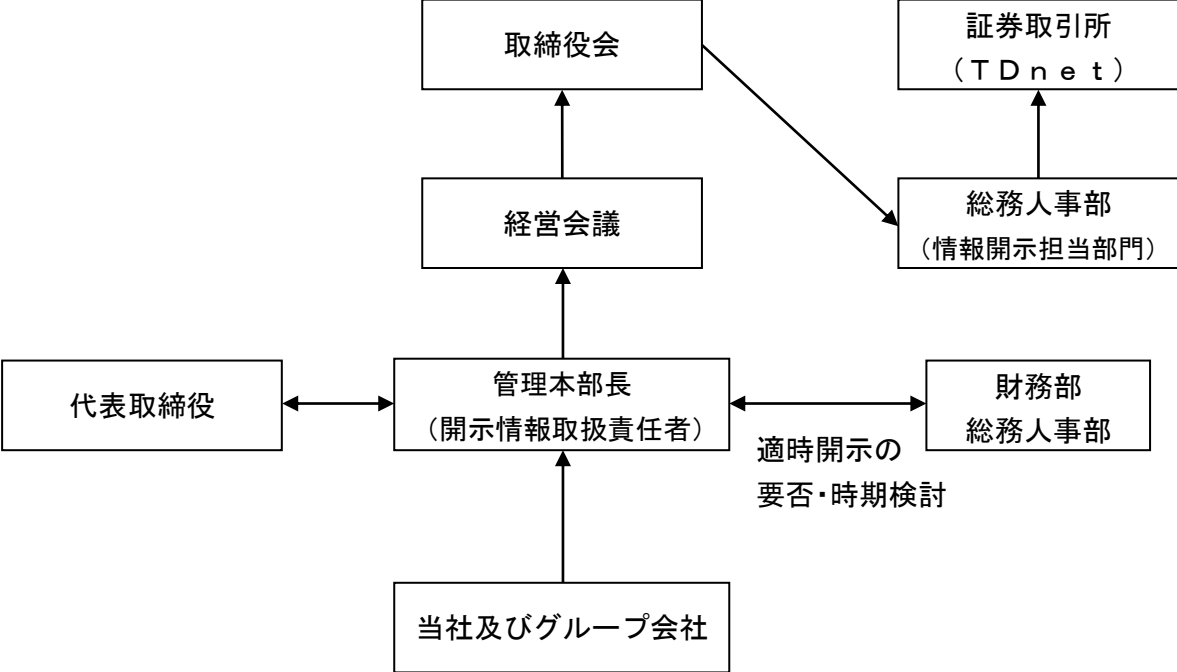 取締役会
証券取引所
（ＴＤｎｅｔ）
経営会議
総務人事部
（情報開示担当部門）
代表取締役
管理本部長
（開示情報取扱責任者）
財務部
総務人事部
適時開示の
要否・時期検討
当社及びグループ会社